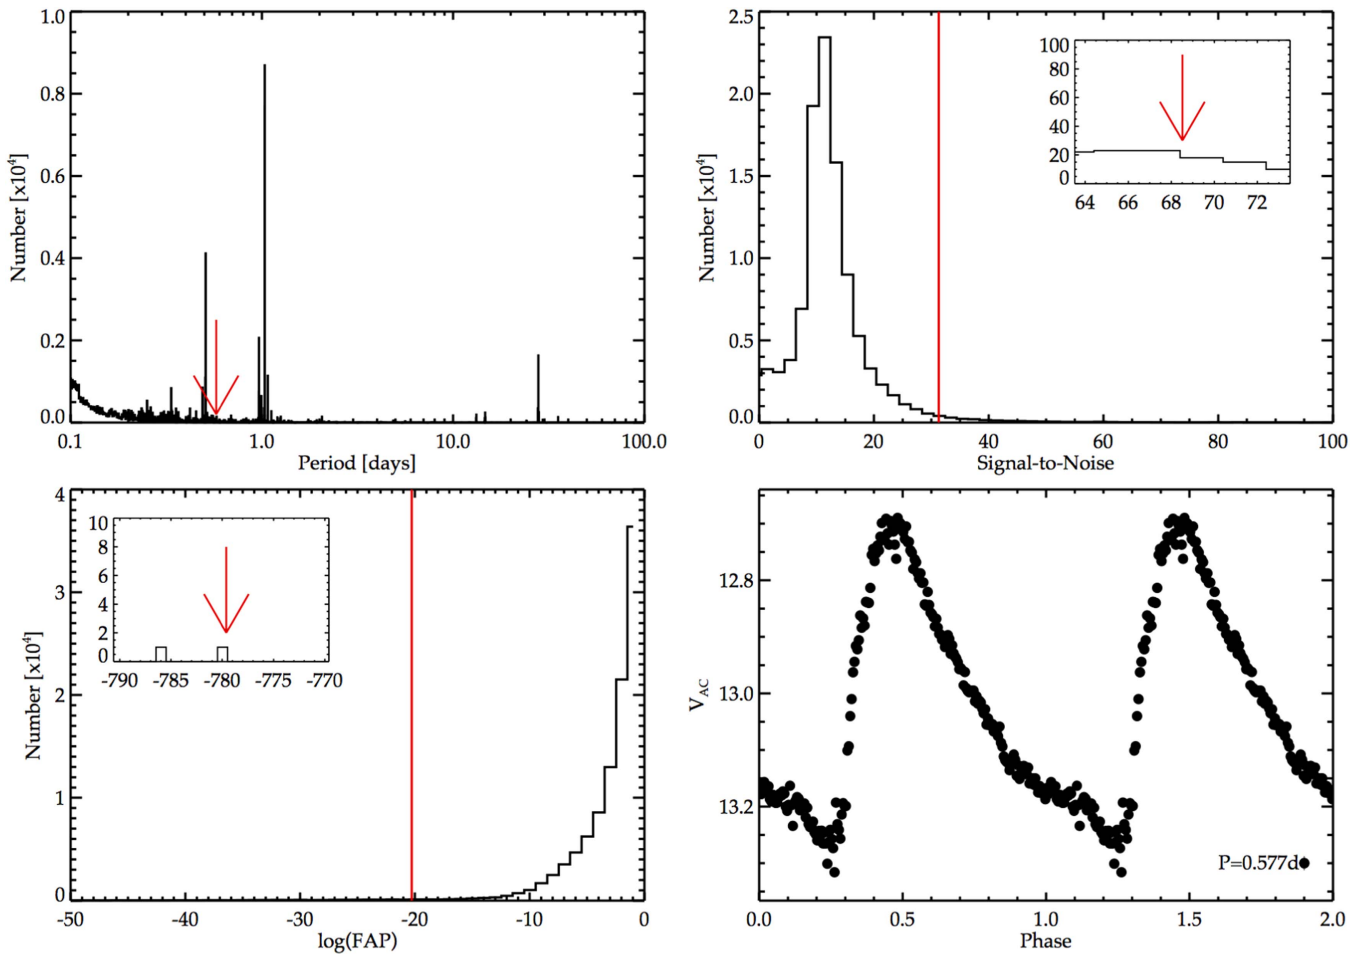 1.0
0.8
0.6
0.4
0.2
0.0
Number [x10⁴]
0.1 1.0 10.0 100.0
Period [days]
2.5
2.0
1.5
1.0
0.5
0.0
Number [x10⁴]
0 20 40 60 80 100
Signal-to-Noise
100
80
60
40
20
0
64 66 68 70 72
4
3
2
1
0
Number [x10⁴]
-50 -40 -30 -20 -10 0
log(FAP)
10
8
6
4
2
0
-790 -785 -780 -775 -770
12.8
13.0
13.2
V_AC
P=0.577d
0.0 0.5 1.0 1.5 2.0
Phase